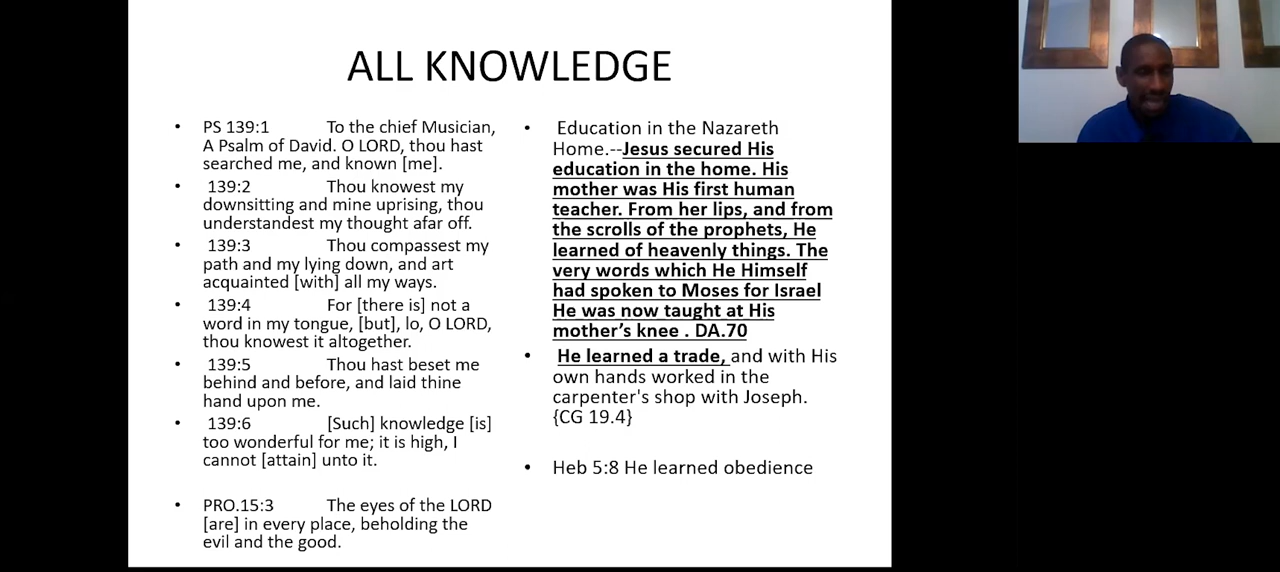 ALL KNOWLEDGE
• PS 139:1 To the chief Musician,
A Psalm of David. O LORD, thou hast
searched me, and known [me].
• 139:2 Thou knowest my
downsitting and mine uprising, thou
understandest my thought afar off.
• 139:3 Thou compassest my
path and my lying down, and art
acquainted [with] all my ways.
• 139:4 For [there is] not a
word in my tongue, [but], lo, O LORD,
thou knowest it altogether.
• 139:5 Thou hast beset me
behind and before, and laid thine
hand upon me.
• 139:6 [Such] knowledge [is]
too wonderful for me; it is high, I
cannot [attain] unto it.
• PRO.15:3 The eyes of the LORD
[are] in every place, beholding the
evil and the good.
• Education in the Nazareth
Home.--Jesus secured His
education in the home. His
mother was His first human
teacher. From her lips, and from
the scrolls of the prophets, He
learned of heavenly things. The
very words which He Himself
had spoken to Moses for Israel
He was now taught at His
mother’s knee . DA.70
• He learned a trade, and with His
own hands worked in the
carpenter's shop with Joseph.
{CG 19.4}
• Heb 5:8 He learned obedience